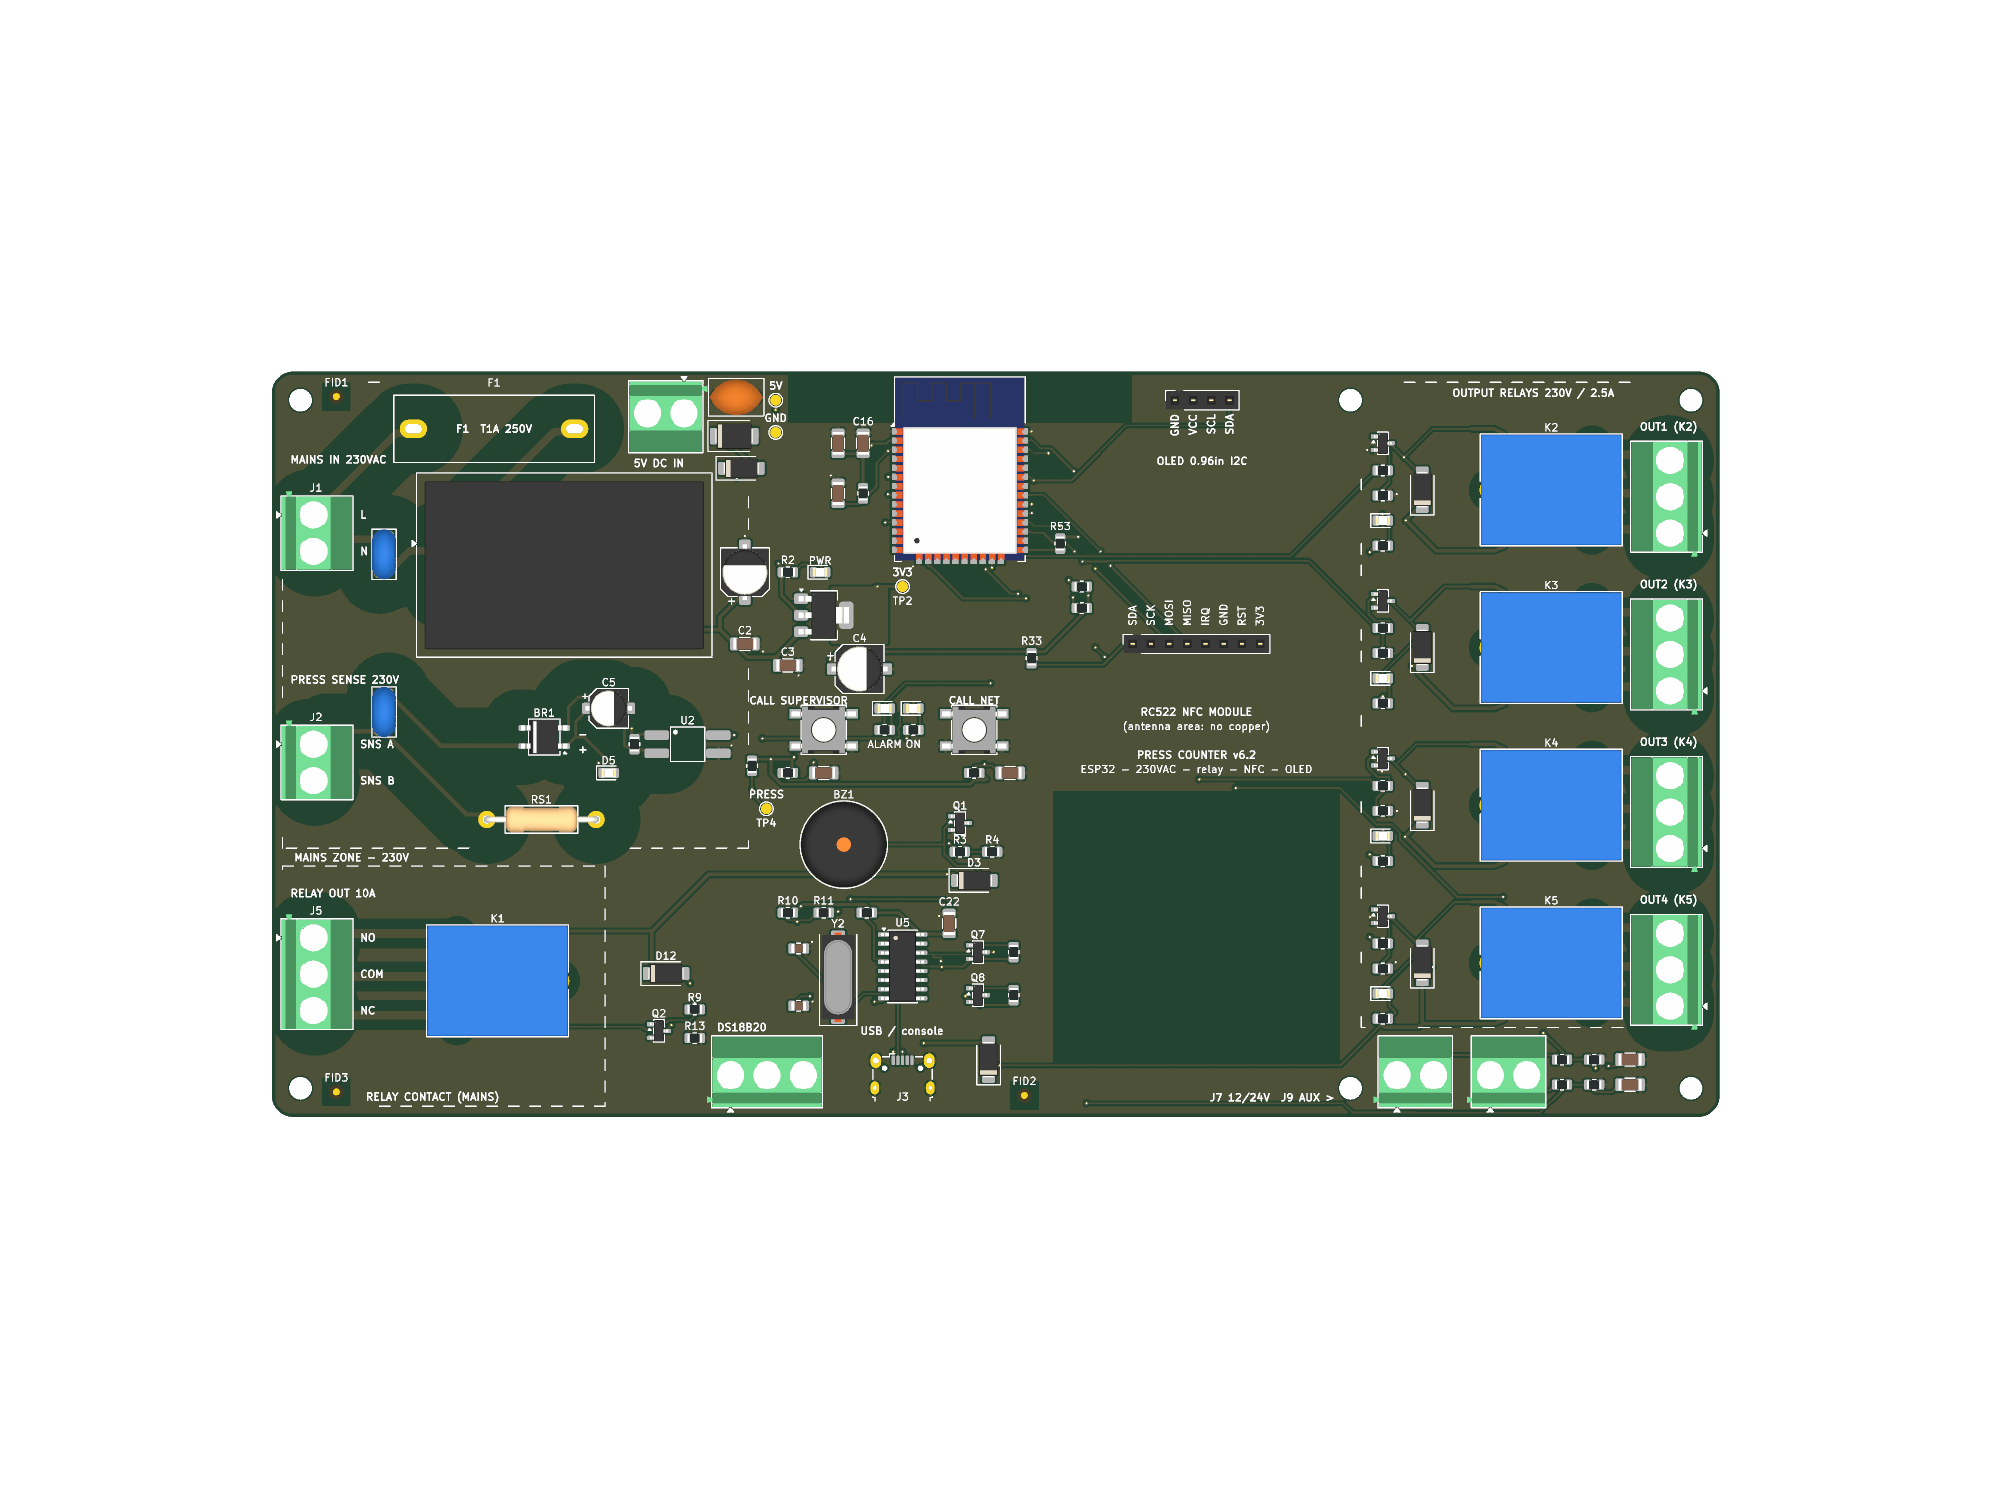 FID1
F1
F1 T1A 250V
MAINS IN 230VAC
J1
L
N
5V DC IN
5V
GND
C16
GND
VCC
SCL
SDA
OLED 0.96in I2C
OUTPUT RELAYS 230V / 2.5A
K2
OUT1 (K2)
R53
R2
PWR
3V3
TP2
C2
C3
C4
R33
SDA
SCK
MOSI
MISO
IRQ
GND
RST
3V3
K3
OUT2 (K3)
PRESS SENSE 230V
J2
SNS A
SNS B
BR1
C5
-
+
D5
U2
RS1
CALL SUPERVISOR
CALL NET
ALARM ON
PRESS
TP4
RC522 NFC MODULE
(antenna area: no copper)
PRESS COUNTER v6.2
ESP32 - 230VAC - relay - NFC - OLED
K4
OUT3 (K4)
MAINS ZONE - 230V
BZ1
Q1
R3
R4
D3
RELAY OUT 10A
J5
NO
COM
NC
K1
D12
Q2
R9
R13
DS18B20
R10
R11
Y2
U5
C22
Q7
Q8
USB / console
J3
K5
OUT4 (K5)
FID3
RELAY CONTACT (MAINS)
FID2
J7 12/24V J9 AUX >